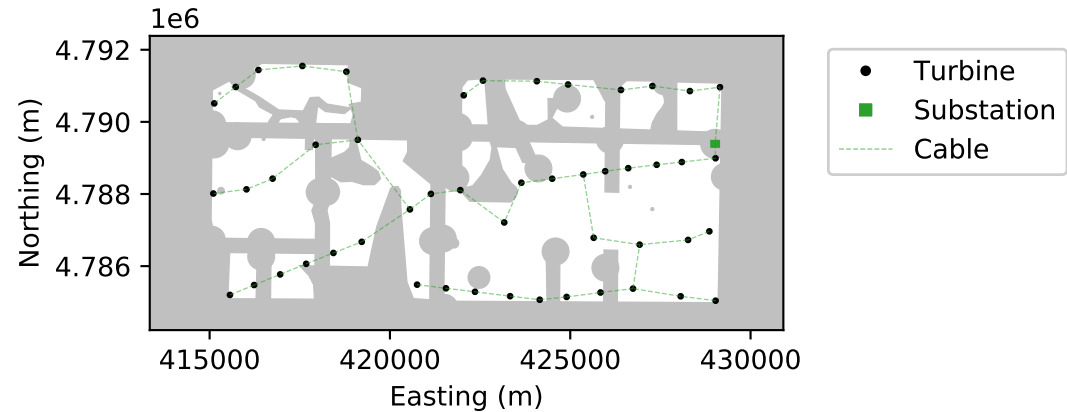 1e6
4.792
4.790
4.788
4.786
Northing (m)
415000 420000 425000 430000
Easting (m)
Turbine
Substation
Cable